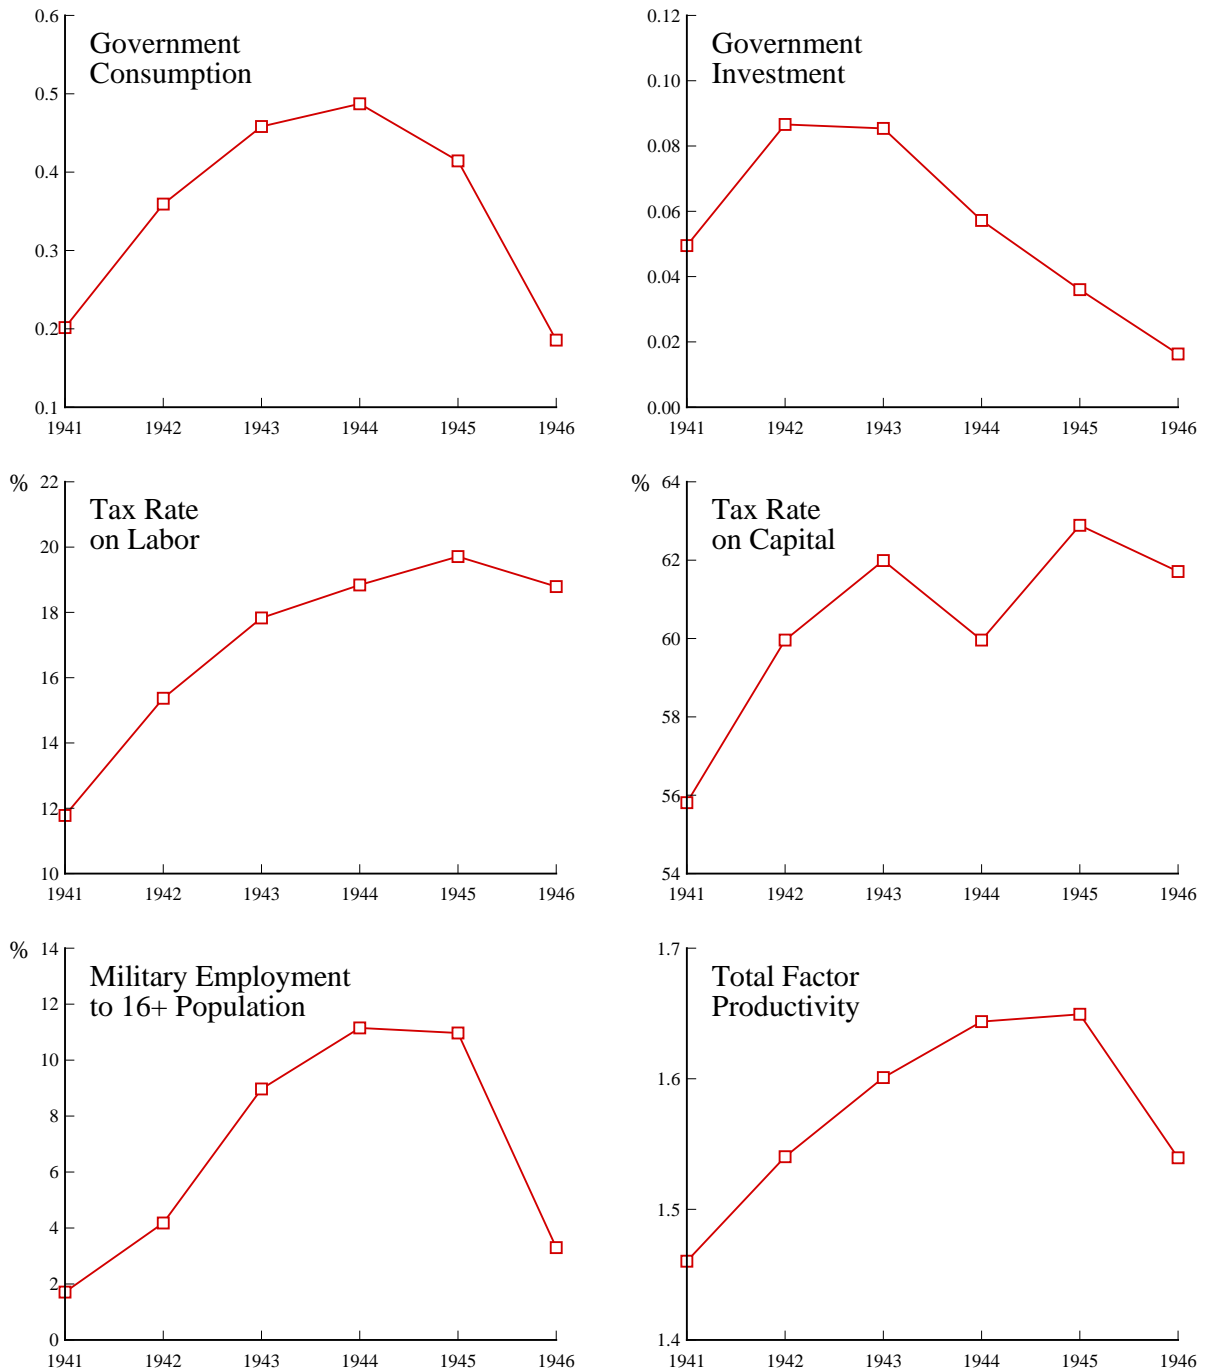 Government
Consumption
0.6
0.5
0.4
0.3
0.2
0.1
1941 1942 1943 1944 1945 1946
Government
Investment
0.12
0.10
0.08
0.06
0.04
0.02
0.00
1941 1942 1943 1944 1945 1946
%
Tax Rate
on Labor
22
20
18
16
14
12
10
1941 1942 1943 1944 1945 1946
%
Tax Rate
on Capital
64
62
60
58
56
54
1941 1942 1943 1944 1945 1946
%
Military Employment
to 16+ Population
14
12
10
8
6
4
2
0
1941 1942 1943 1944 1945 1946
Total Factor
Productivity
1.7
1.6
1.5
1.4
1941 1942 1943 1944 1945 1946